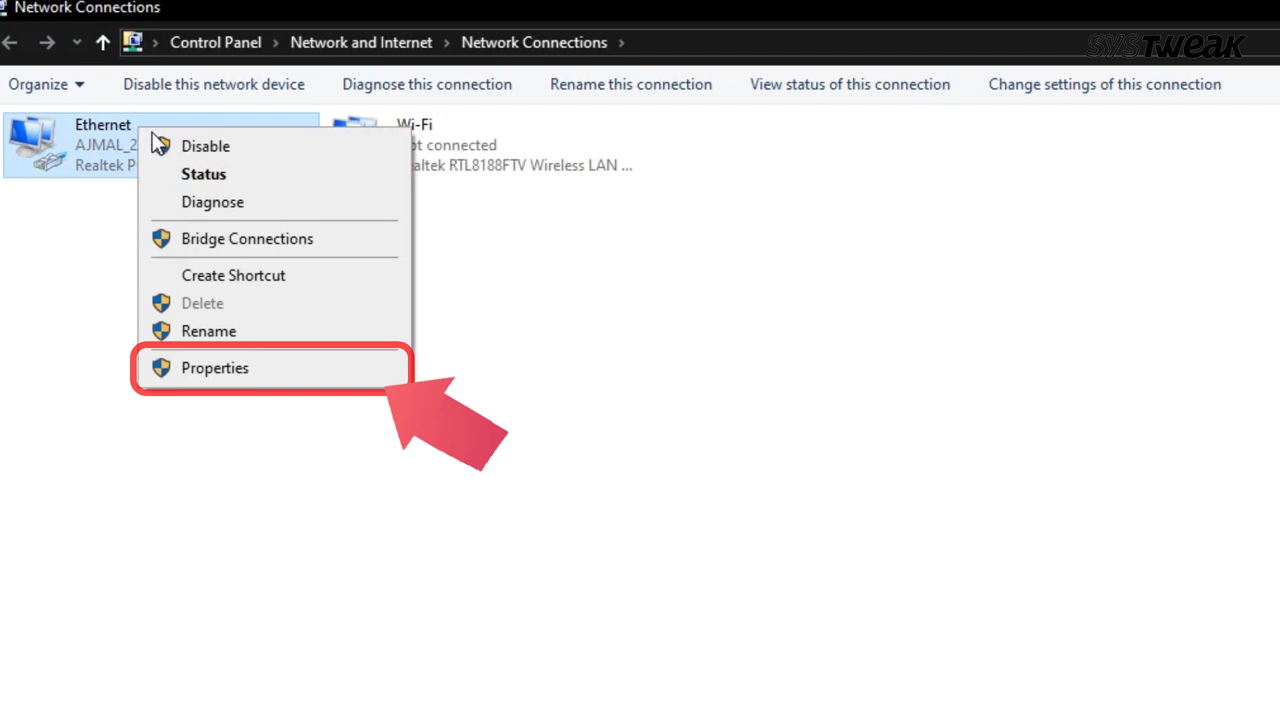 Network Connections
Control Panel > Network and Internet > Network Connections >
SYSTWEAK
Organize Disable this network device Diagnose this connection Rename this connection View status of this connection Change settings of this connection
Ethernet Wi-Fi
AJMAL_2 connected
Realtek RTL8188FTV Wireless LAN ...
Disable
Status
Diagnose
Bridge Connections
Create Shortcut
Delete
Rename
Properties